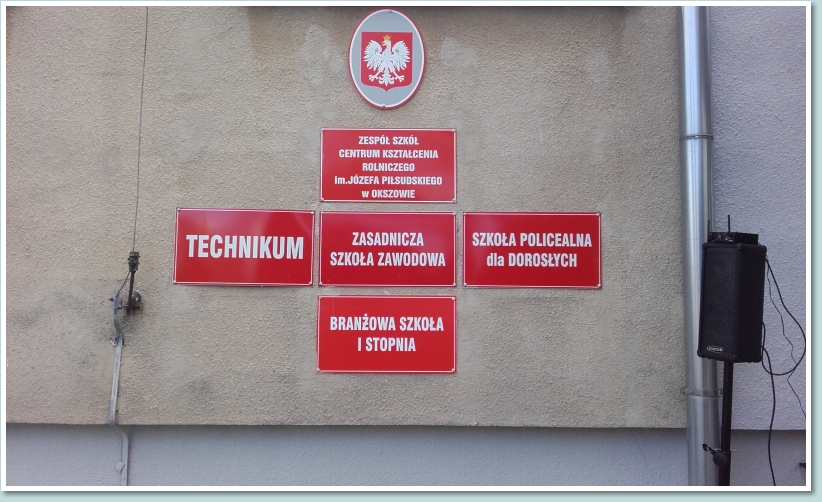 ZESPÓŁ SZKÓŁ
CENTRUM KSZTAŁCENIA
ROLNICZEGO
im.JÓZEFA PIŁSUDSKIEGO
w OKSZOWIE
TECHNIKUM
ZASADNICZA
SZKOŁA ZAWODOWA
SZKOŁA POLICEALNA
dla DOROSŁYCH
BRANŻOWA SZKOŁA
I STOPNIA